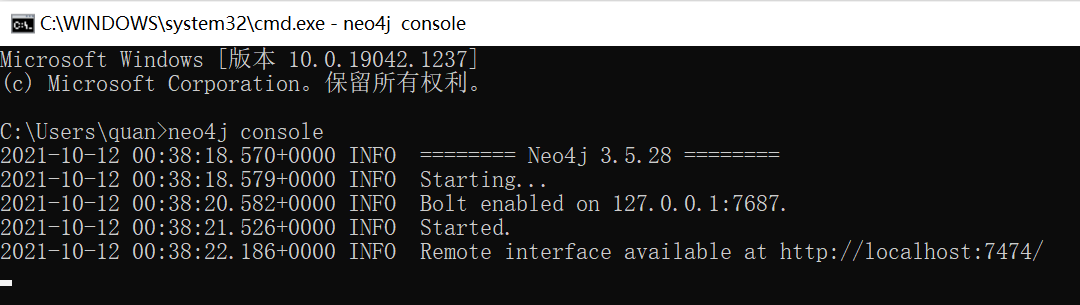 C:\WINDOWS\system32\cmd.exe - neo4j  console
Microsoft Windows [版本 10.0.19042.1237]
(c) Microsoft Corporation。保留所有权利。
C:\Users\quan>neo4j console
2021-10-12 00:38:18.570+0000 INFO  ======== Neo4j 3.5.28 ========
2021-10-12 00:38:18.579+0000 INFO  Starting...
2021-10-12 00:38:20.582+0000 INFO  Bolt enabled on 127.0.0.1:7687.
2021-10-12 00:38:21.526+0000 INFO  Started.
2021-10-12 00:38:22.186+0000 INFO  Remote interface available at http://localhost:7474/